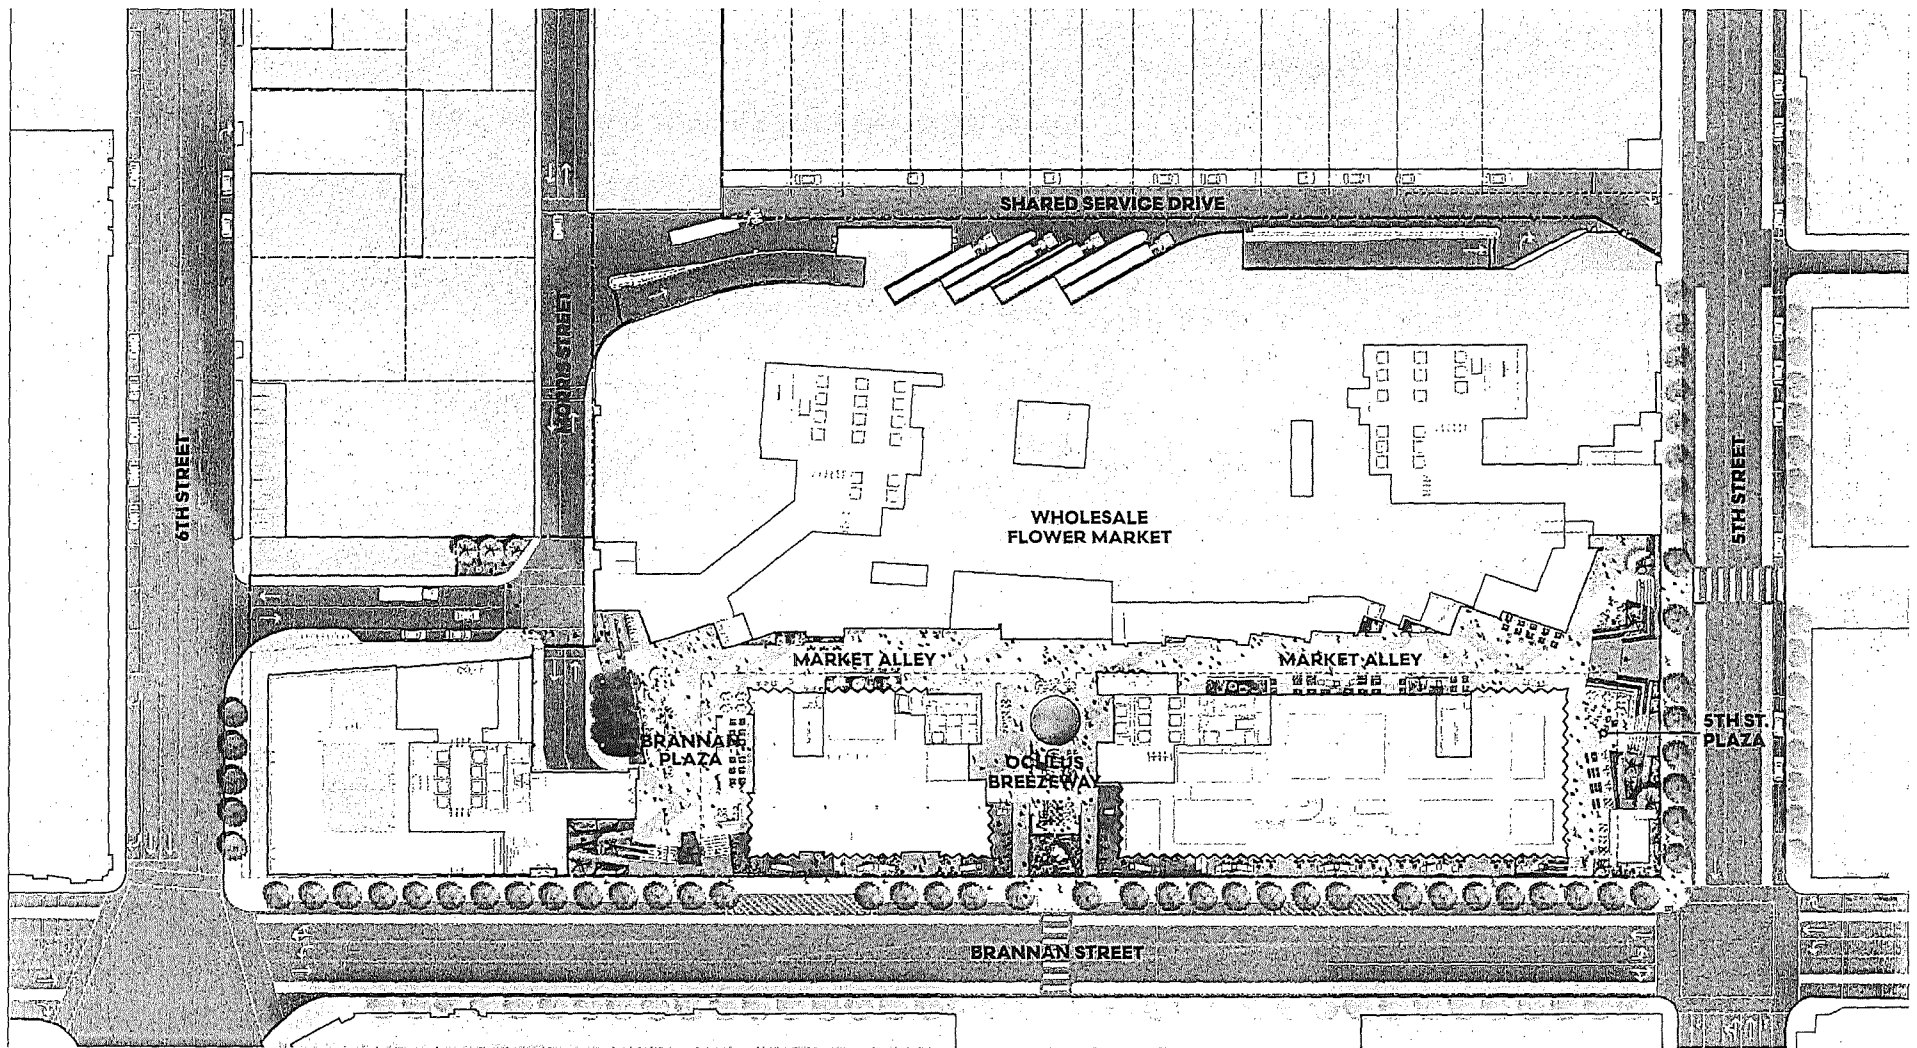 SHARED SERVICE DRIVE
MORRIS STREET
6TH STREET
5TH STREET
WHOLESALE
FLOWER MARKET
MARKET ALLEY
MARKET ALLEY
BRANNAN
PLAZA
OCULUS
BREEZEWAY
5TH ST.
PLAZA
BRANNAN STREET